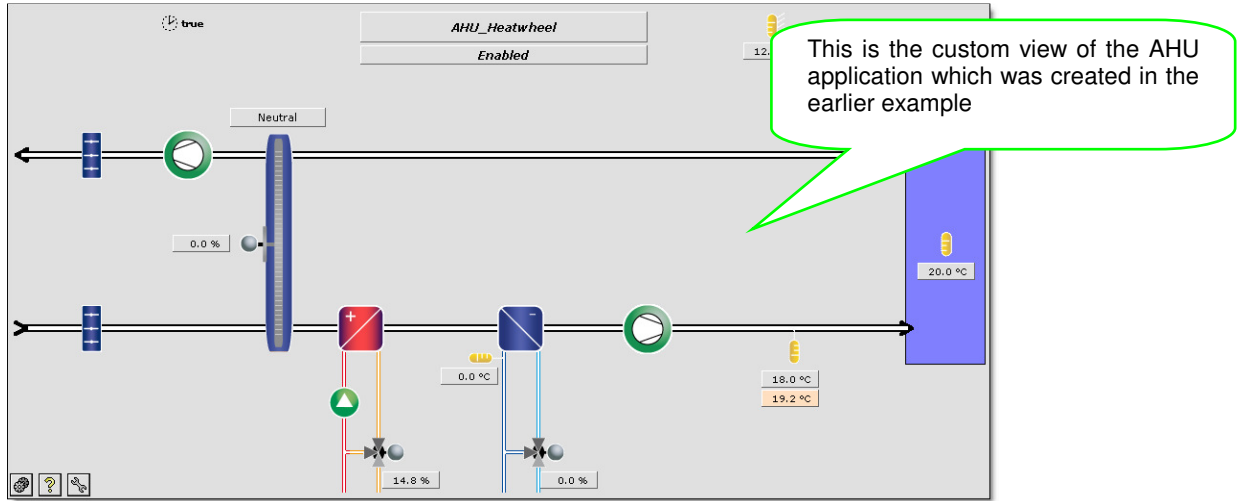 true
AHU_Heatwheel
Enabled
12.
This is the custom view of the AHU
application which was created in the
earlier example
Neutral
0.0 %
20.0 °C
+
-
0.0 °C
18.0 °C
19.2 °C
14.8 %
0.0 %
?